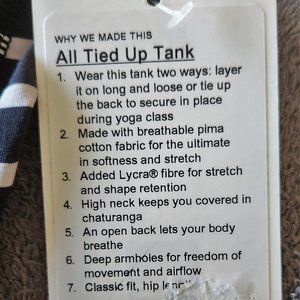 WHY WE MADE THIS
All Tied Up Tank
1. Wear this tank two ways: layer
it on long and loose or tie up
the back to secure in place
during yoga class
2. Made with breathable pima
cotton fabric for the ultimate
in softness and stretch
3. Added Lycra® fibre for stretch
and shape retention
4. High neck keeps you covered in
chaturanga
5. An open back lets your body
breathe
6. Deep armholes for freedom of
movement and airflow
7. Classic fit, hip